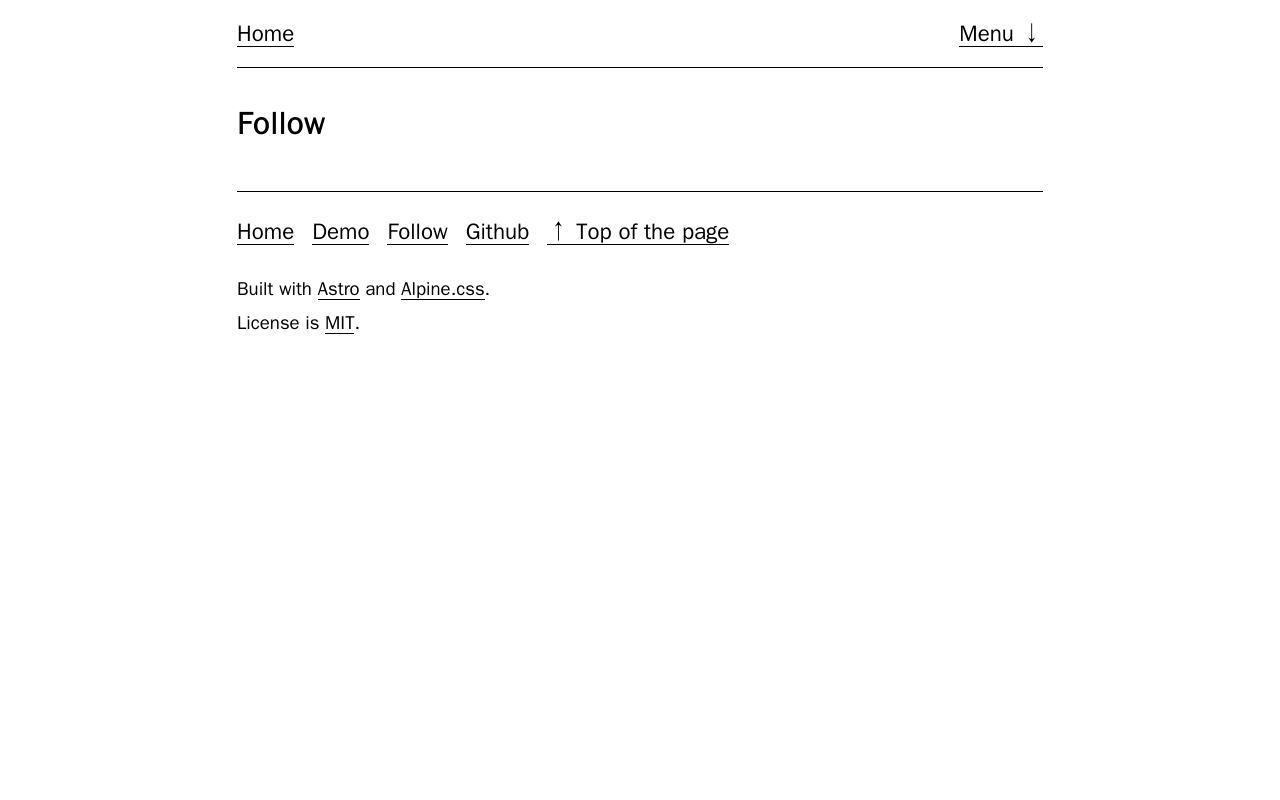 Home Menu ↓
Follow
Home Demo Follow Github ↑ Top of the page
Built with Astro and Alpine.css.
License is MIT.